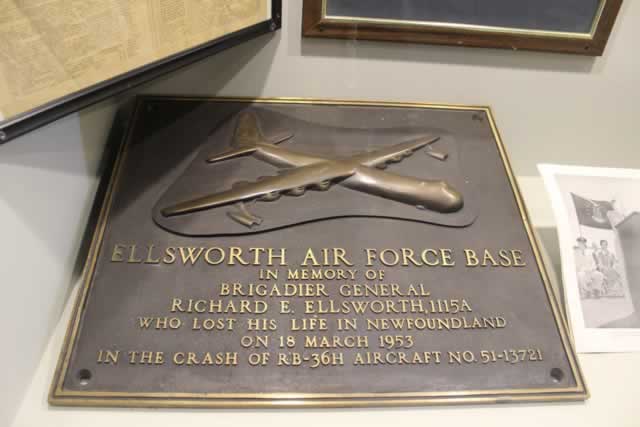 ELLSWORTH AIR FORCE BASE
IN MEMORY OF
BRIGADIER GENERAL
RICHARD E. ELLSWORTH, 1115A
WHO LOST HIS LIFE IN NEWFOUNDLAND
ON 18 MARCH 1953
IN THE CRASH OF RB-36H AIRCRAFT NO. 51-13721